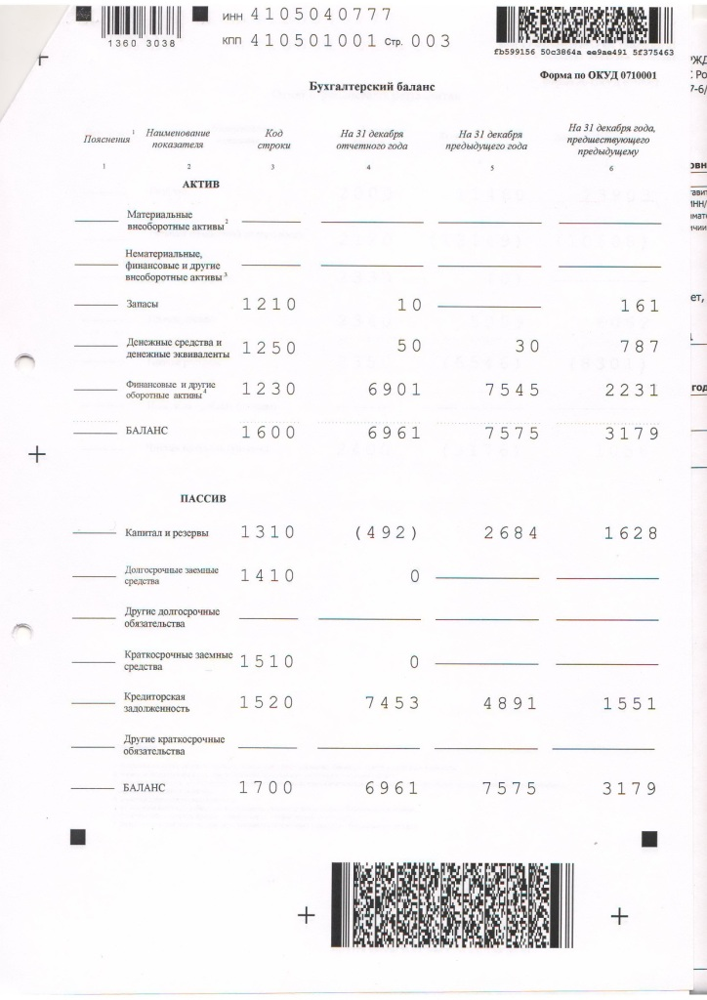 ИНН 4105040777
1360 3038
КПП 410501001 Стр. 003
fb599156 50c3864a ee9ae491 5f375463
Форма по ОКУД 0710001
Бухгалтерский баланс
Пояснения 1 Наименование показателя Код строки На 31 декабря отчетного года На 31 декабря предыдущего года На 31 декабря года, предшествующего предыдущему
1 2 3 4 5 6
АКТИВ
Материальные
внеоборотные активы 2
Нематериальные,
финансовые и другие
внеоборотные активы 3
Запасы 1210 10 161
Денежные средства и
денежные эквиваленты 1250 50 30 787
Финансовые и другие
оборотные активы 4 1230 6901 7545 2231
БАЛАНС 1600 6961 7575 3179
ПАССИВ
Капитал и резервы 1310 (492) 2684 1628
Долгосрочные заемные
средства 1410 0
Другие долгосрочные
обязательства
Краткосрочные заемные
средства 1510 0
Кредиторская
задолженность 1520 7453 4891 1551
Другие краткосрочные
обязательства
БАЛАНС 1700 6961 7575 3179